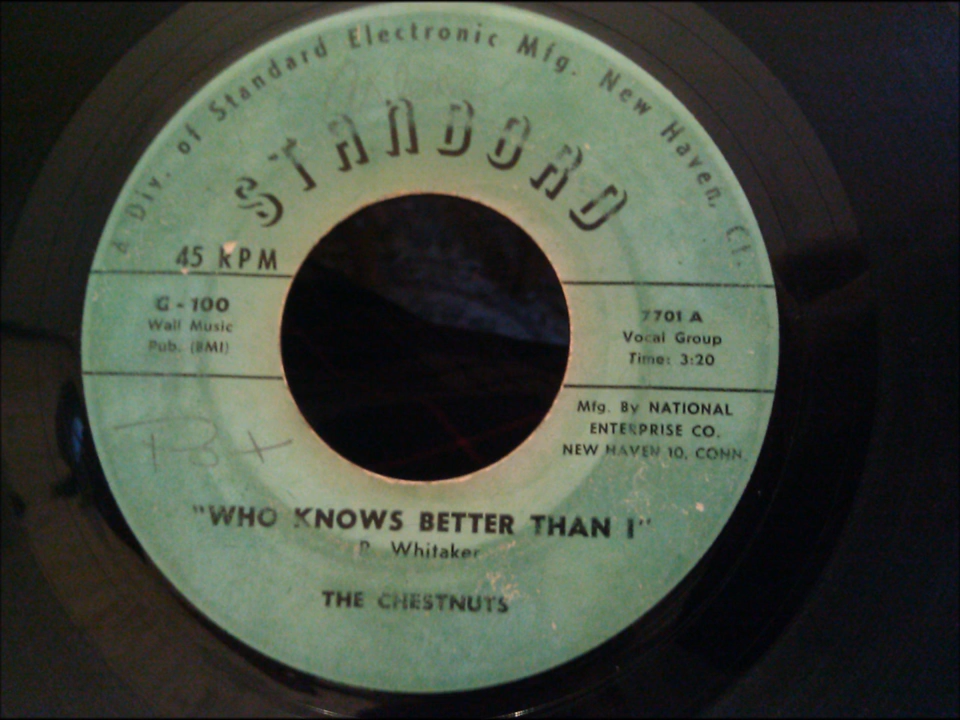 A Div. of Standard Electronic Mfg. New Haven, Ct.
STANDORD
45 RPM
G-100
Wall Music
Pub. (BMI)
7701 A
Vocal Group
Time: 3:20
Mfg. By NATIONAL
ENTERPRISE CO.
NEW HAVEN 10, CONN.
"WHO KNOWS BETTER THAN I"
Whitaker
THE CHESTNUTS